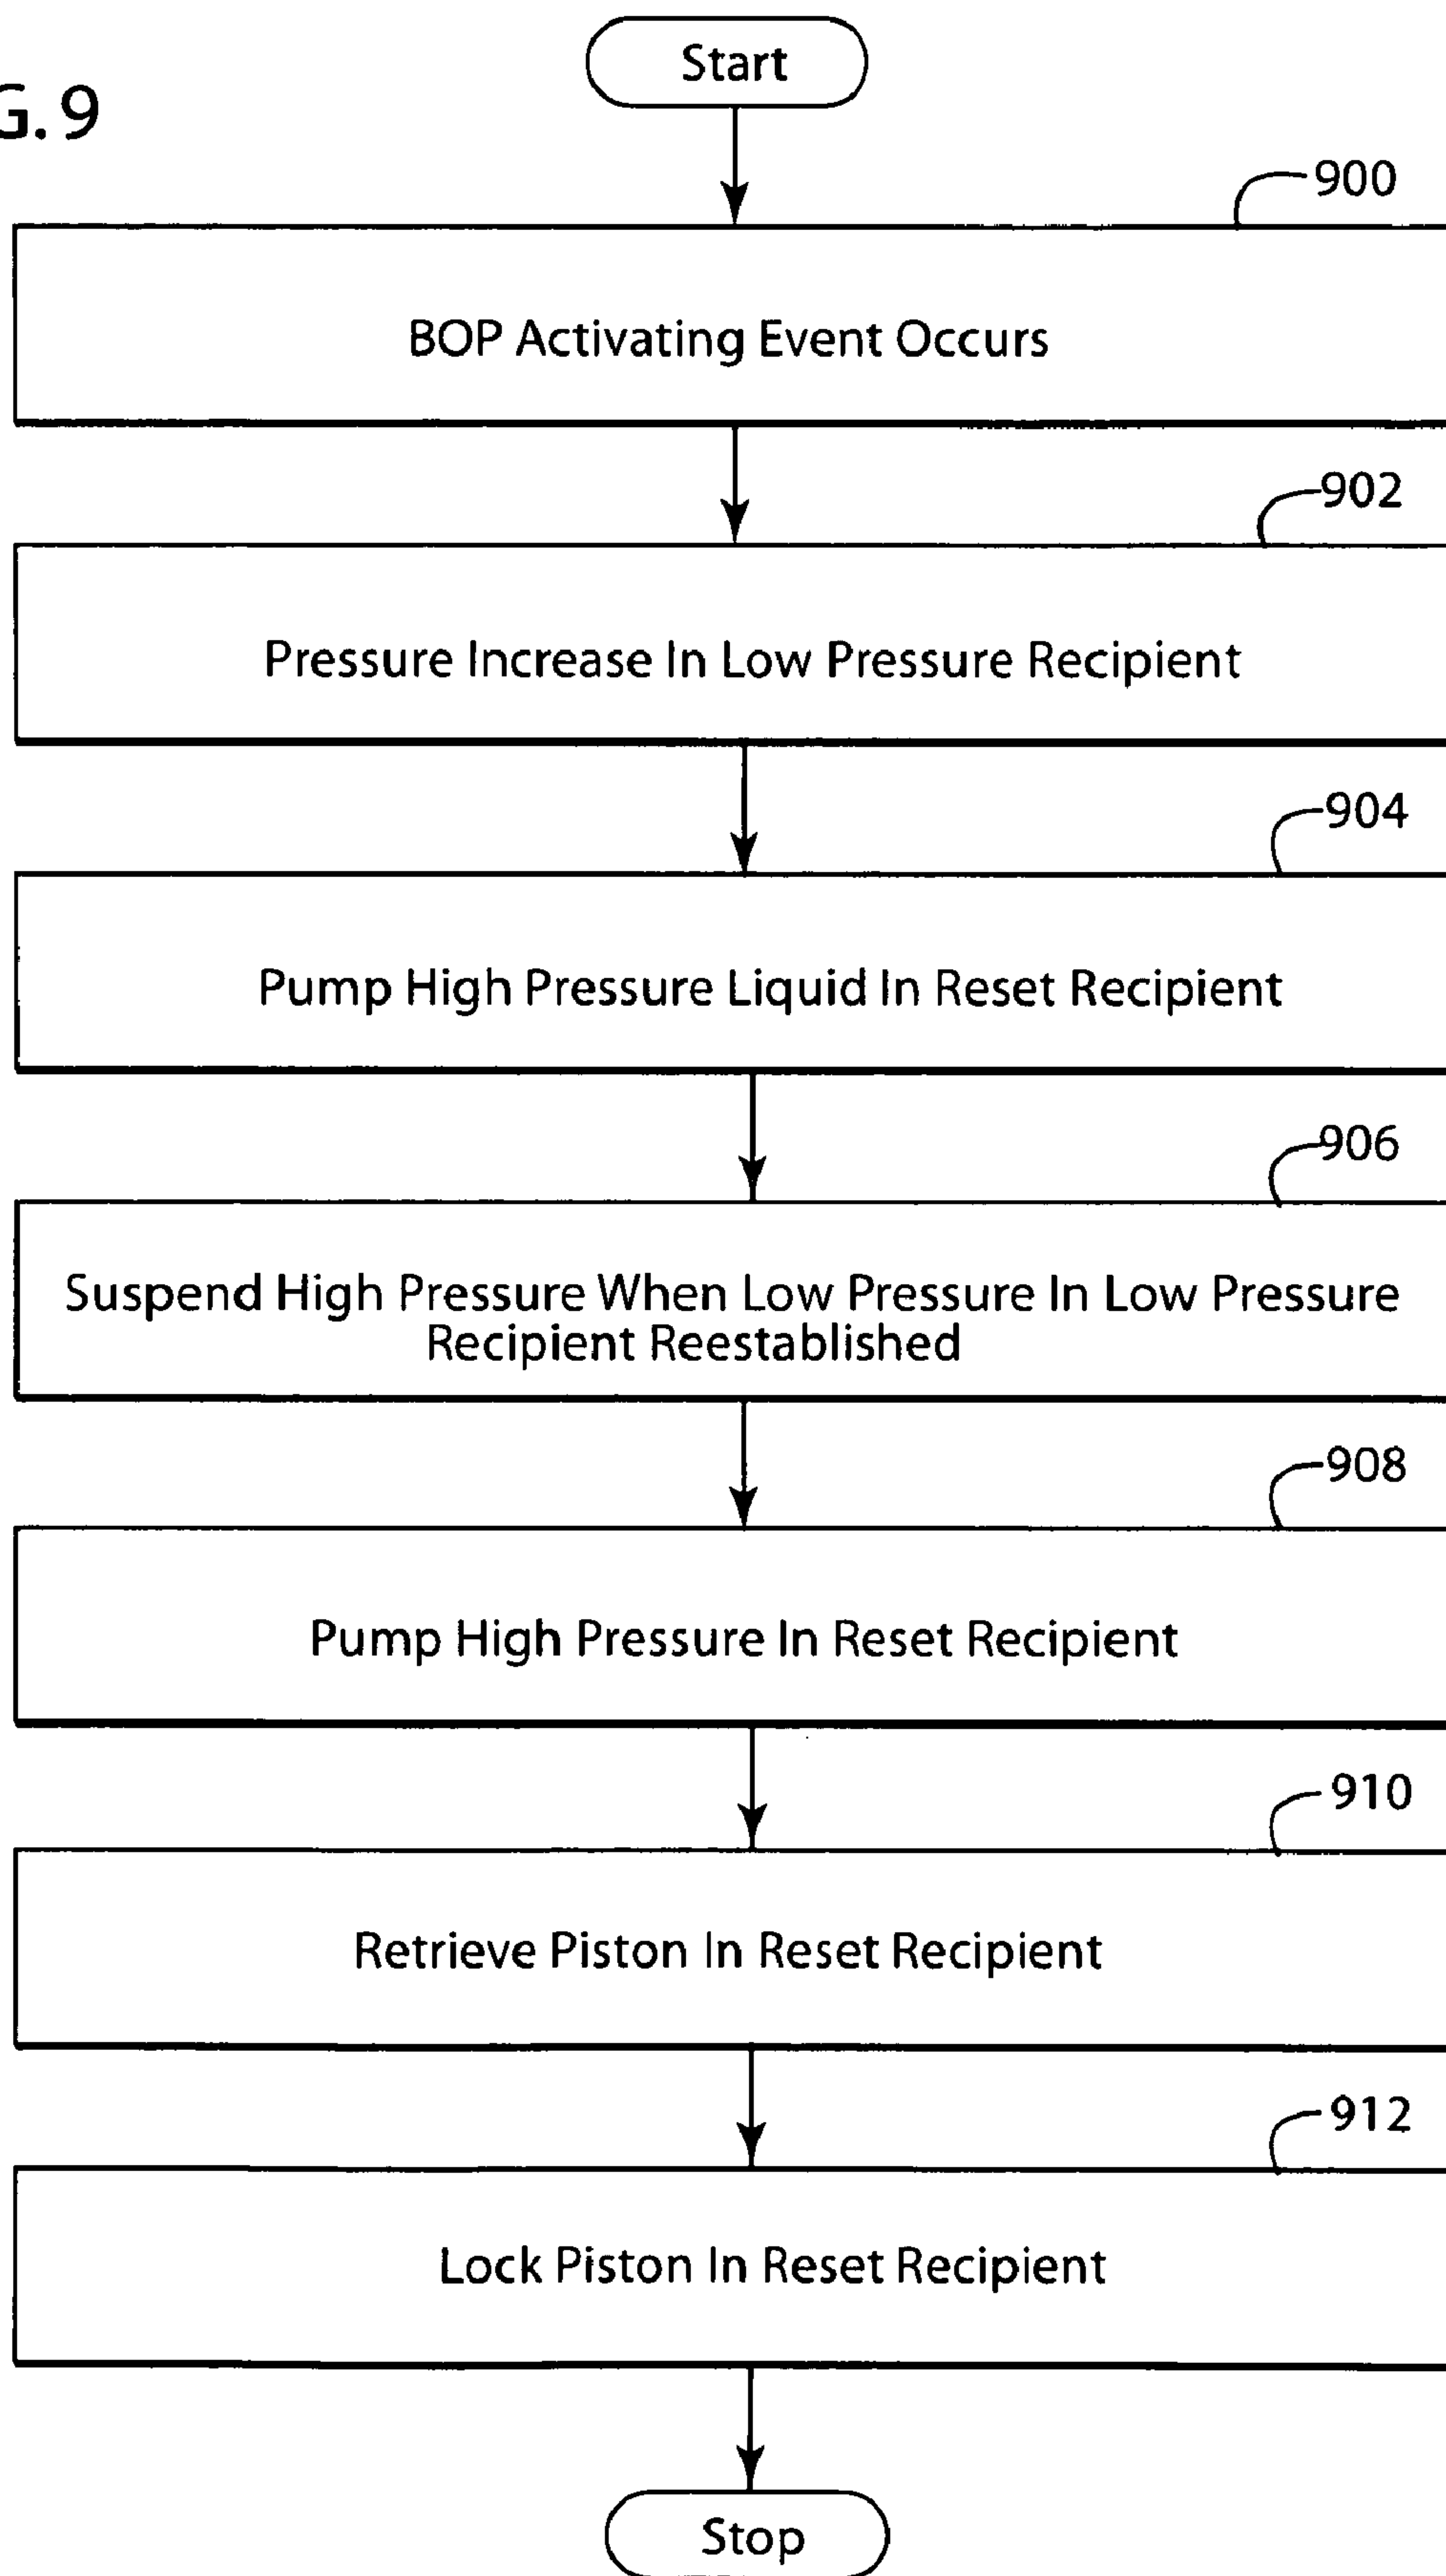 G. 9
Start
900
BOP Activating Event Occurs
902
Pressure Increase In Low Pressure Recipient
904
Pump High Pressure Liquid In Reset Recipient
906
Suspend High Pressure When Low Pressure In Low Pressure
Recipient Reestablished
908
Pump High Pressure In Reset Recipient
910
Retrieve Piston In Reset Recipient
912
Lock Piston In Reset Recipient
Stop